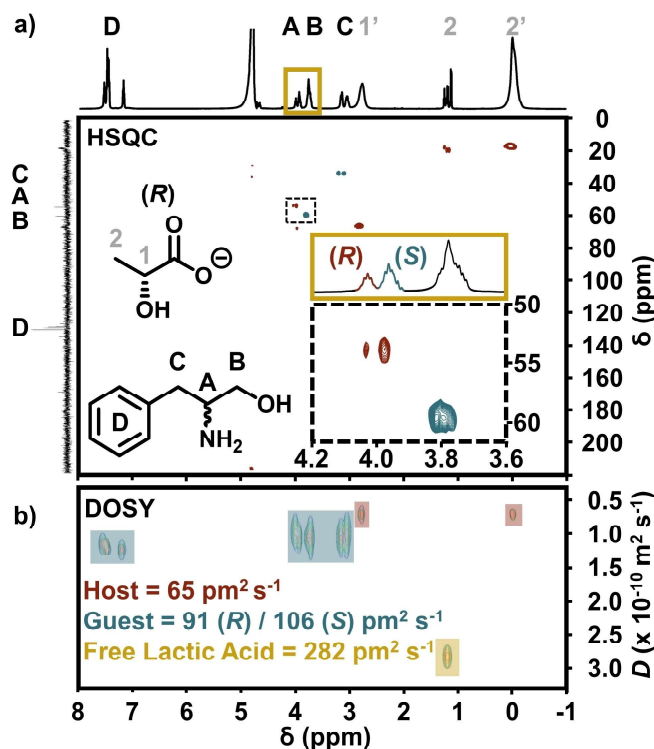 a)
D A B C 1' 2 2'
HSQC
0
20
40
60
80
100
120
140
160
180
200
δ (ppm)
C
A
B
D
(R)
O
2
1
O⊖
OH
(R) (S)
50
55
60
4.2 4.0 3.8 3.6
C B
A
OH
D
NH2
b)
DOSY
0.5
1.0
1.5
2.0
2.5
3.0
D (x 10⁻¹⁰ m² s⁻¹)
Host = 65 pm² s⁻¹
Guest = 91 (R) / 106 (S) pm² s⁻¹
Free Lactic Acid = 282 pm² s⁻¹
8 7 6 5 4 3 2 1 0 -1
δ (ppm)